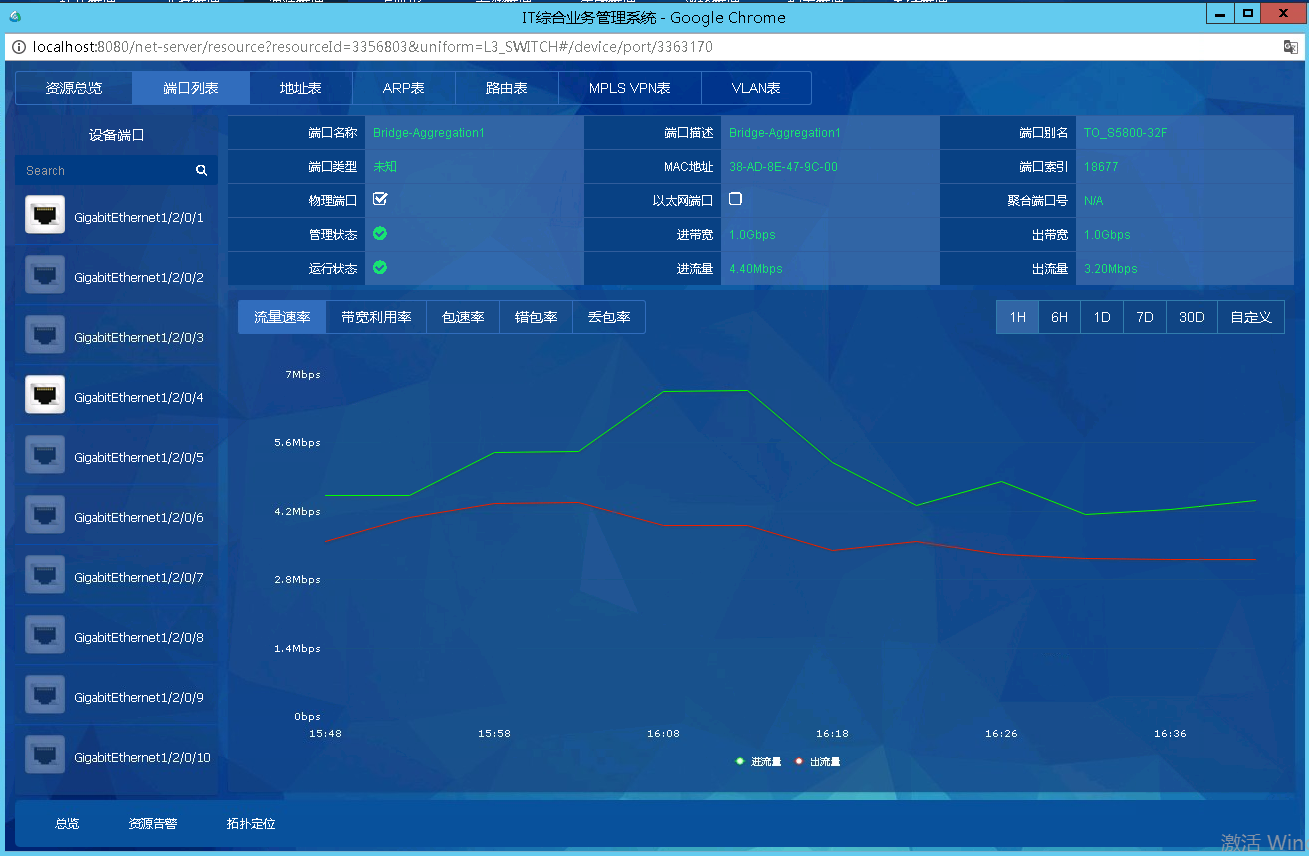 IT综合业务管理系统 - Google Chrome
localhost:8080/net-server/resource?resourceId=3356803&uniform=L3_SWITCH#/device/port/3363170
资源总览 端口列表 地址表 ARP表 路由表 MPLS VPN表 VLAN表
设备端口
Search
GigabitEthernet1/2/0/1
GigabitEthernet1/2/0/2
GigabitEthernet1/2/0/3
GigabitEthernet1/2/0/4
GigabitEthernet1/2/0/5
GigabitEthernet1/2/0/6
GigabitEthernet1/2/0/7
GigabitEthernet1/2/0/8
GigabitEthernet1/2/0/9
GigabitEthernet1/2/0/10
端口名称 Bridge-Aggregation1 端口描述 Bridge-Aggregation1 端口别名 TO_S5800-32F
端口类型 未知 MAC地址 38-AD-8E-47-9C-00 端口索引 18677
物理端口 以太网端口 聚合端口号 N/A
管理状态 进带宽 1.0Gbps 出带宽 1.0Gbps
运行状态 进流量 4.40Mbps 出流量 3.20Mbps
流量速率 带宽利用率 包速率 错包率 丢包率 1H 6H 1D 7D 30D 自定义
7Mbps
5.6Mbps
4.2Mbps
2.8Mbps
1.4Mbps
0bps
15:48 15:58 16:08 16:18 16:26 16:36
进流量 出流量
总览 资源告警 拓扑定位
激活 Win